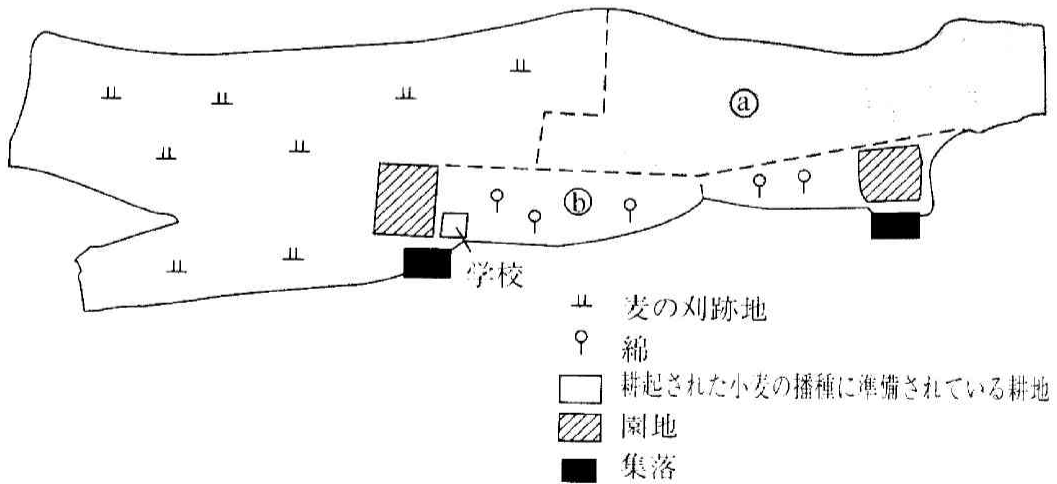 ⓐ
ⓑ
学校
麦の刈跡地
綿
耕起された小麦の播種に準備されている耕地
園地
集落